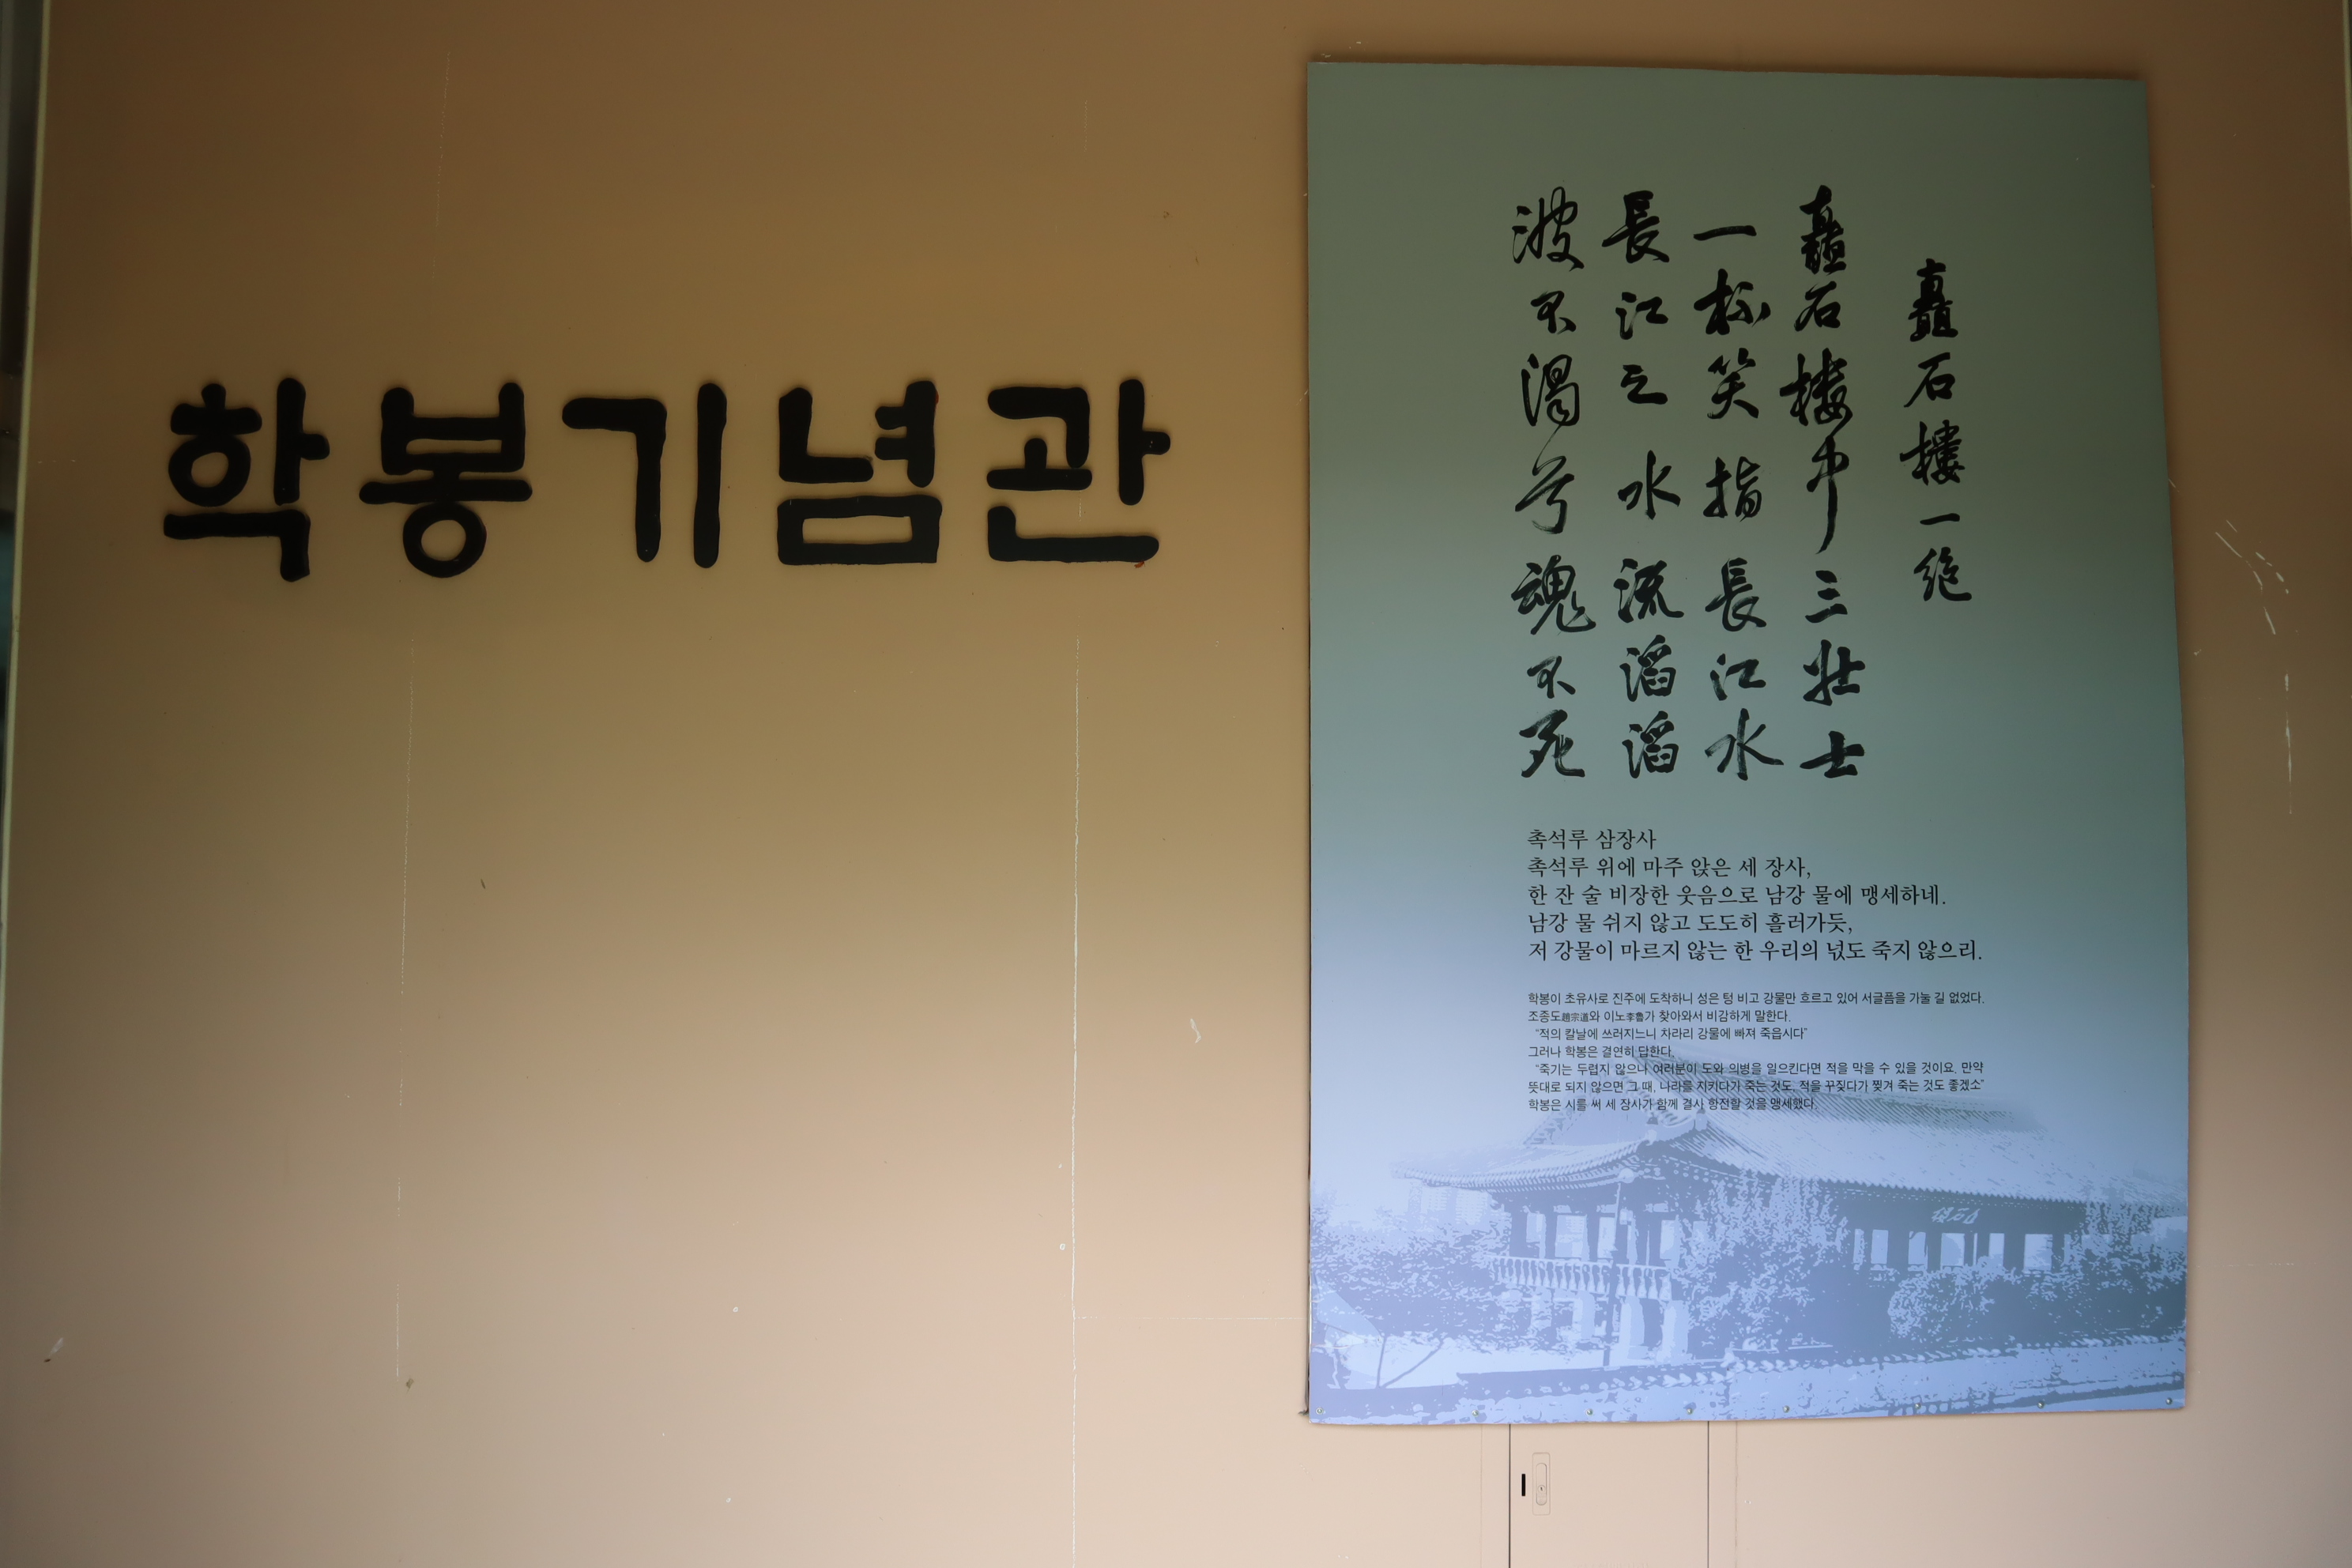 학봉기념관
矗石樓一絶
矗石樓中三壯士
一杯笑指長江水
長江之水流滔滔
波不渴兮魂不死
촉석루 삼장사
촉석루 위에 마주 앉은 세 장사,
한 잔 술 비장한 웃음으로 남강 물에 맹세하네.
남강 물 쉬지 않고 도도히 흘러가듯,
저 강물이 마르지 않는 한 우리의 넋도 죽지 않으리.
학봉이 초유사로 진주에 도착하니 성은 텅 비고 강물만 흐르고 있어 서글픔을 가눌 길 없었다.
조종도趙宗道와 이노李魯가 찾아와서 비감하게 말한다.
“적의 칼날에 쓰러지느니 차라리 강물에 빠져 죽읍시다”
그러나 학봉은 결연히 답한다.
“죽기는 두렵지 않으나 여러분이 도와 의병을 일으킨다면 적을 막을 수 있을 것이요. 만약
뜻대로 되지 않으면 그 때, 나라를 지키다가 죽는 것도, 적을 꾸짖다가 찢겨 죽는 것도 좋겠소”
학봉은 시를 써 세 장사가 함께 결사 항전할 것을 맹세했다.